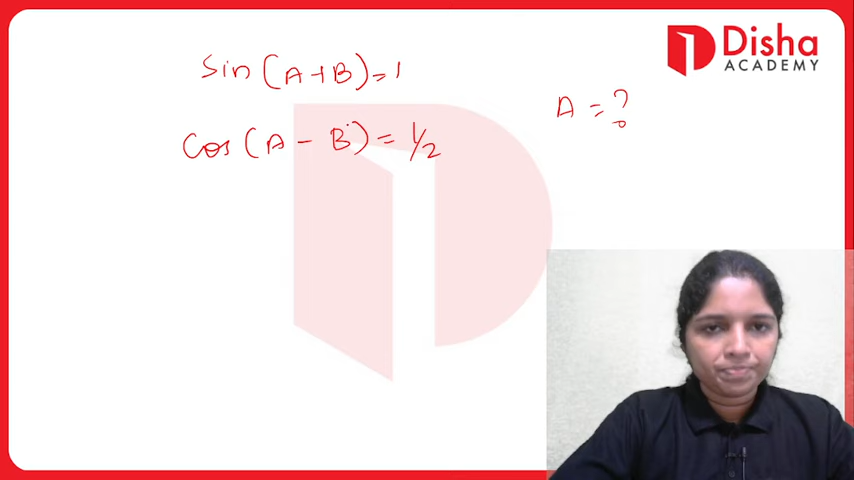 Disha
ACADEMY
Sin (A+B)=1
A = ?
Cos (A - B) = 1/2